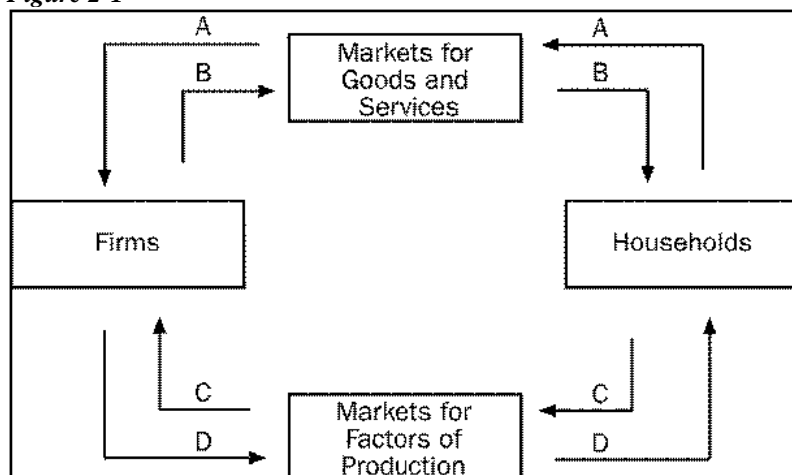 Figure 2-1
A
A
Markets for
Goods and
Services
B
B
Firms
Households
C
C
Markets for
Factors of
Production
D
D